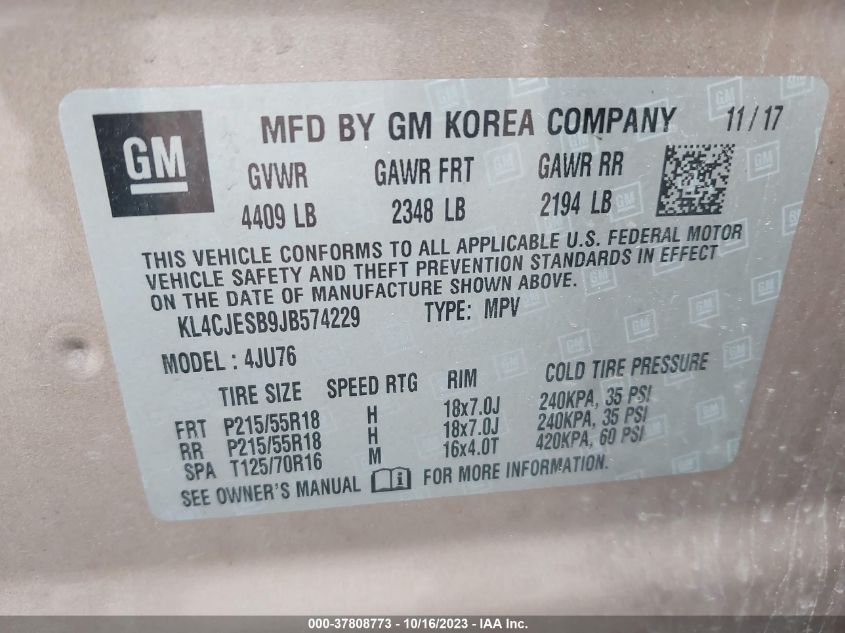 MFD BY GM KOREA COMPANY 11/17
GM
GVWR GAWR FRT GAWR RR
4409 LB 2348 LB 2194 LB
THIS VEHICLE CONFORMS TO ALL APPLICABLE U.S. FEDERAL MOTOR
VEHICLE SAFETY AND THEFT PREVENTION STANDARDS IN EFFECT
ON THE DATE OF MANUFACTURE SHOWN ABOVE.
KL4CJESB9JB574229 TYPE: MPV
MODEL : 4JU76
TIRE SIZE SPEED RTG RIM COLD TIRE PRESSURE
FRT P215/55R18 H 18x7.0J 240KPA, 35 PSI
RR P215/55R18 H 18x7.0J 240KPA, 35 PSI
SPA T125/70R16 M 16x4.0T 420KPA, 60 PSI
SEE OWNER'S MANUAL i FOR MORE INFORMATION.
000-37808773 - 10/16/2023 - IAA Inc.